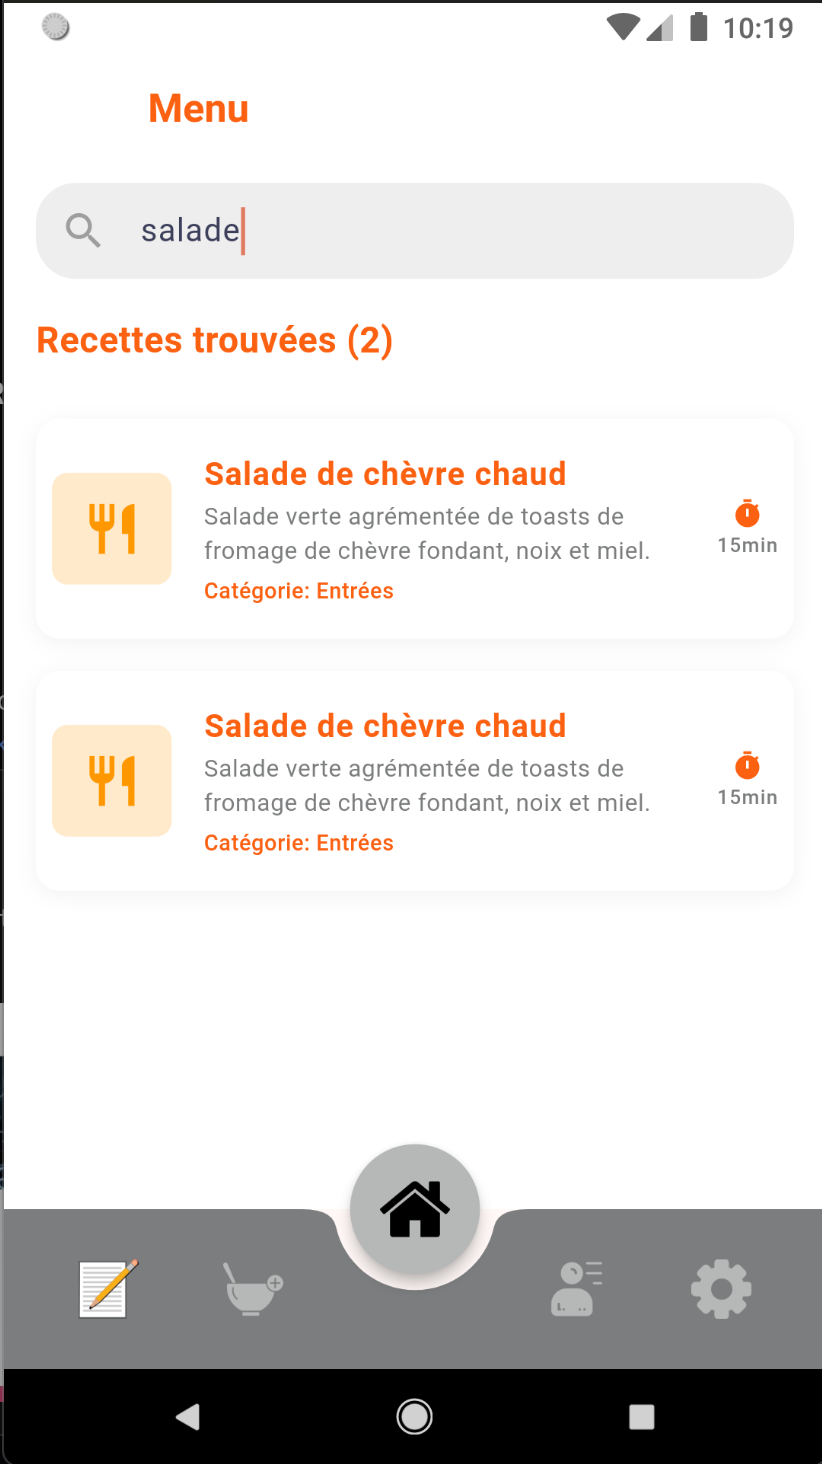 10:19
Menu
salade
Recettes trouvées (2)
Salade de chèvre chaud
Salade verte agrémentée de toasts de
fromage de chèvre fondant, noix et miel.
Catégorie: Entrées
15min
Salade de chèvre chaud
Salade verte agrémentée de toasts de
fromage de chèvre fondant, noix et miel.
Catégorie: Entrées
15min